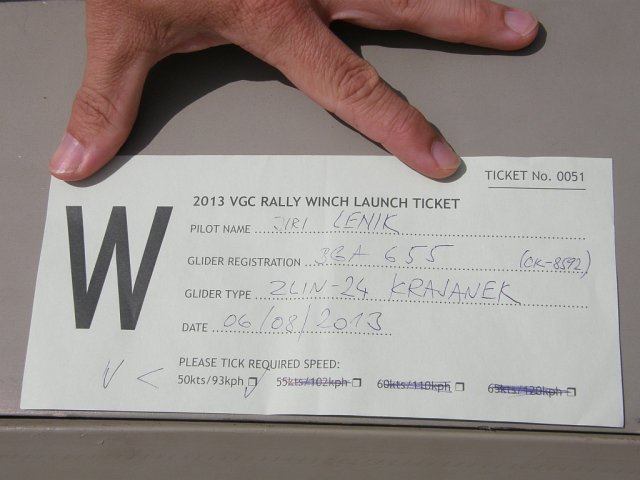 TICKET No. 0051
2013 VGC RALLY WINCH LAUNCH TICKET
W
PILOT NAME JIRI LENIK
GLIDER REGISTRATION BGA 655 (OK-8592)
GLIDER TYPE ZLIN-24 KRAJANEK
DATE 06/08/2013
PLEASE TICK REQUIRED SPEED:
50kts/93kph 55kts/102kph 60kts/110kph 65kts/120kph